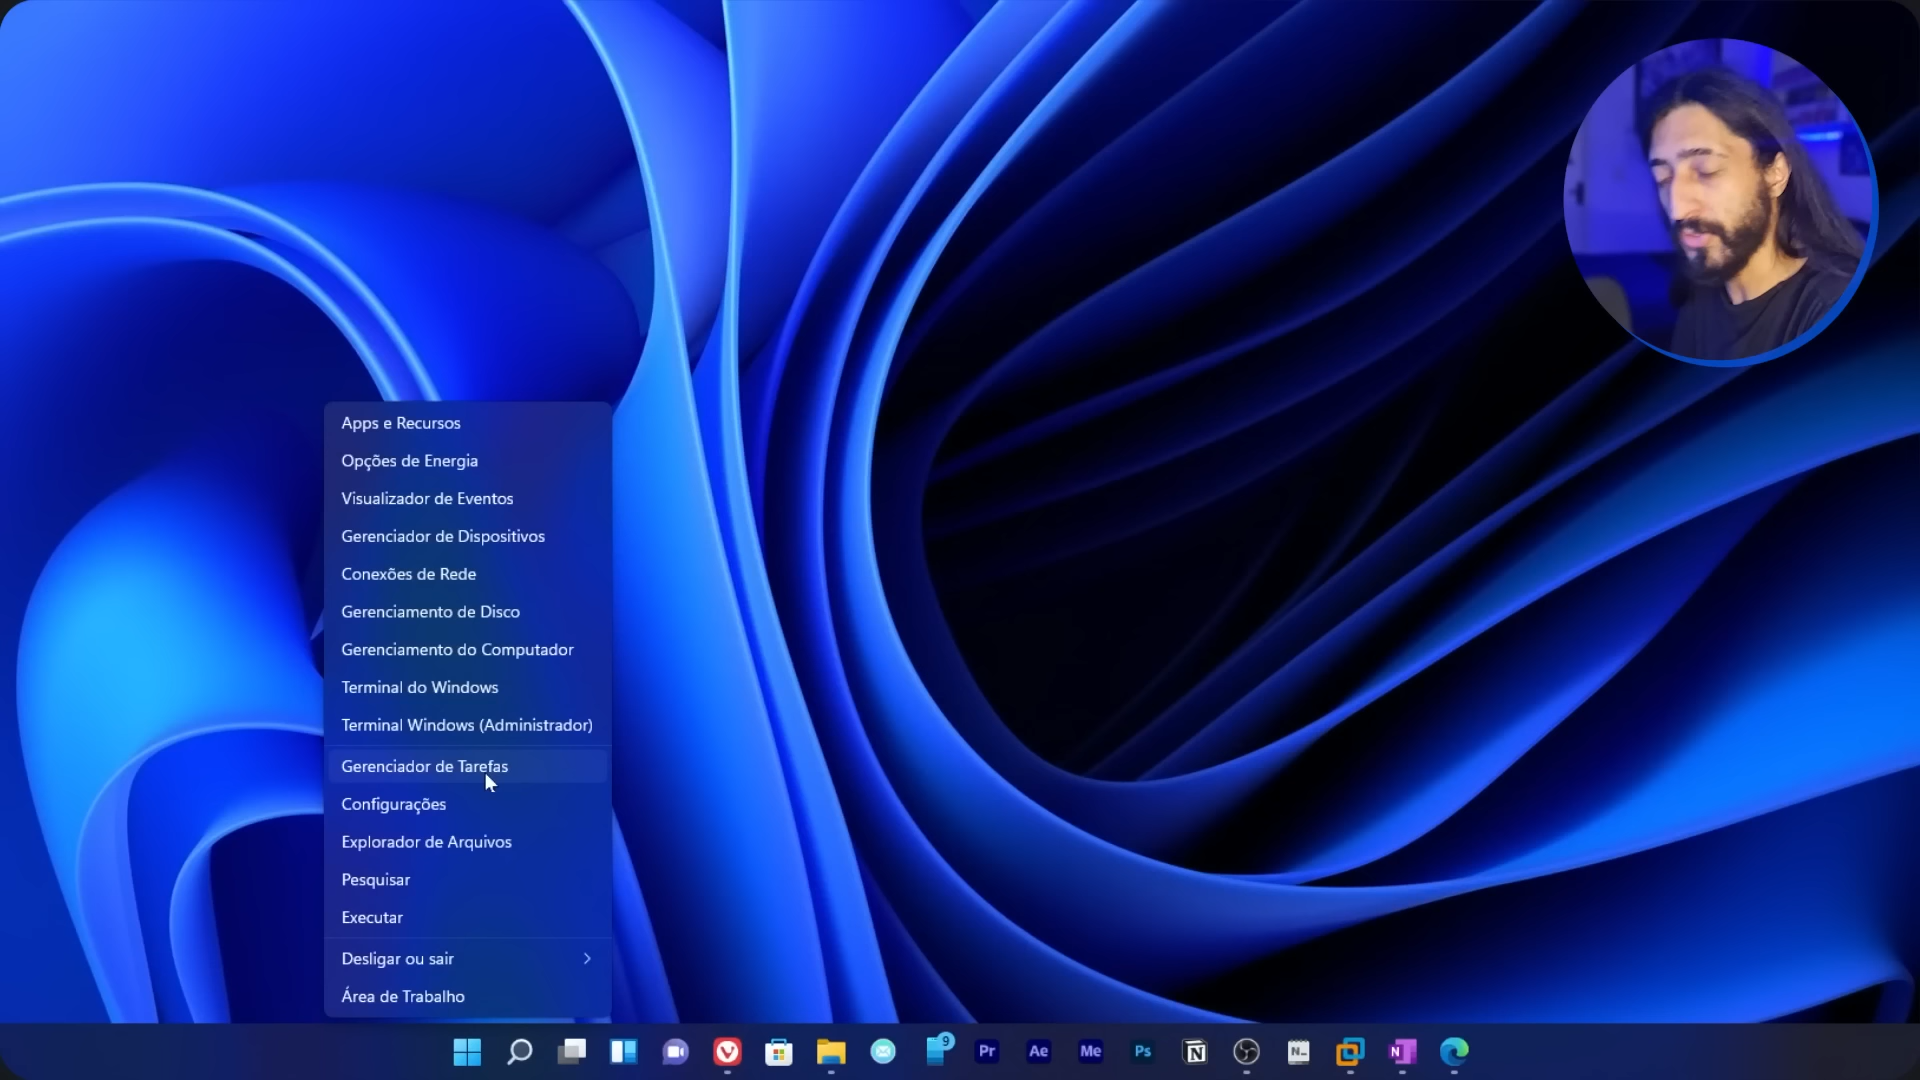 Apps e Recursos
Opções de Energia
Visualizador de Eventos
Gerenciador de Dispositivos
Conexões de Rede
Gerenciamento de Disco
Gerenciamento do Computador
Terminal do Windows
Terminal Windows (Administrador)
Gerenciador de Tarefas
Configurações
Explorador de Arquivos
Pesquisar
Executar
Desligar ou sair
Área de Trabalho
9
Pr Ae Me Ps N N_ N